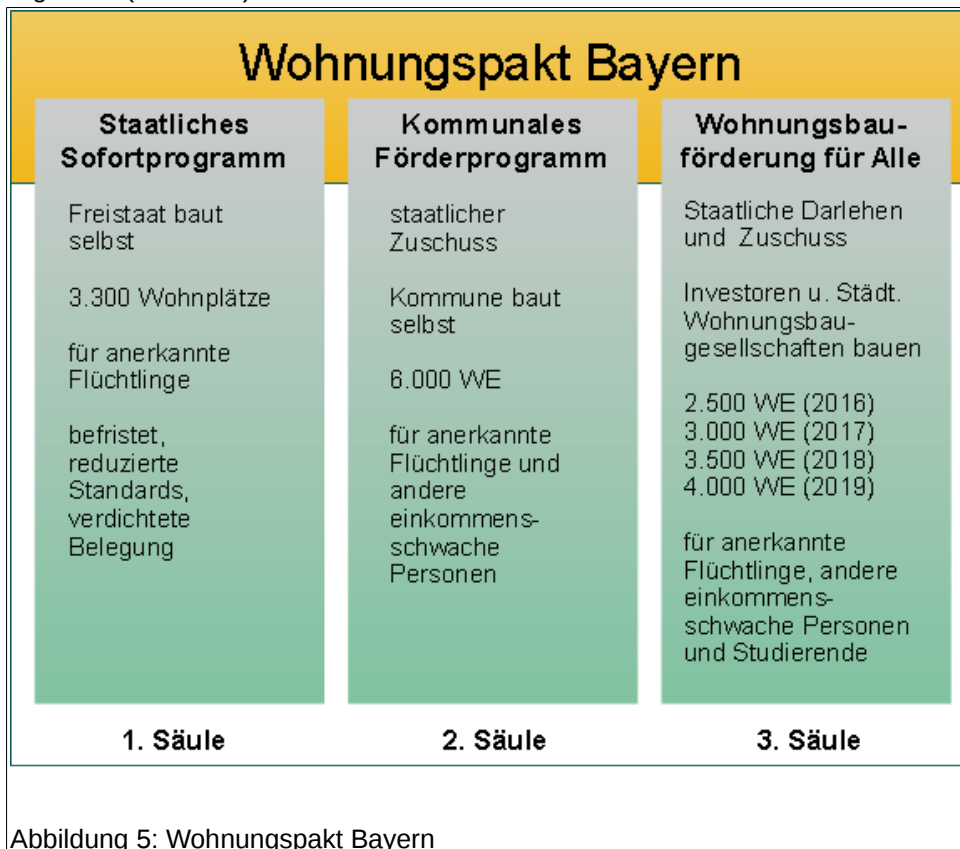 Wohnungspakt Bayern
Staatliches
Sofortprogramm
Freistaat baut
selbst
3.300 Wohnplätze
für anerkannte
Flüchtlinge
befristet,
reduzierte
Standards,
verdichtete
Belegung
1. Säule
Kommunales
Förderprogramm
staatlicher
Zuschuss
Kommune baut
selbst
6.000 WE
für anerkannte
Flüchtlinge und
andere
einkommens-
schwache
Personen
2. Säule
Wohnungsbau-
förderung für Alle
Staatliche Darlehen
und Zuschuss
Investoren u. Städt.
Wohnungsbau-
gesellschaften bauen
2.500 WE (2016)
3.000 WE (2017)
3.500 WE (2018)
4.000 WE (2019)
für anerkannte
Flüchtlinge, andere
einkommens-
schwache Personen
und Studierende
3. Säule
Abbildung 5: Wohnungspakt Bayern